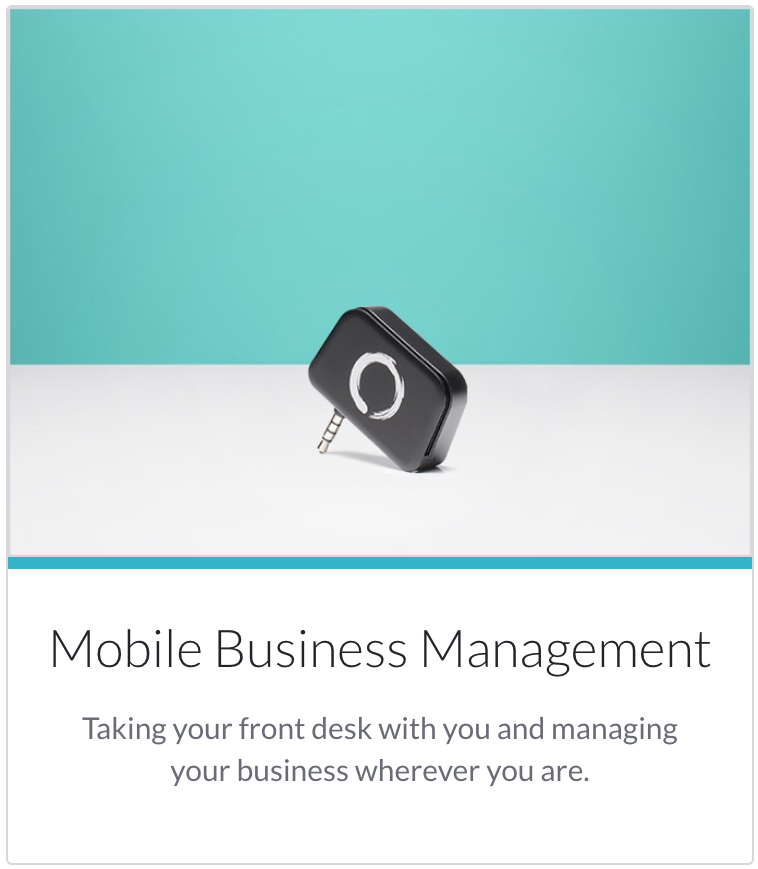 Mobile Business Management
Taking your front desk with you and managing
your business wherever you are.